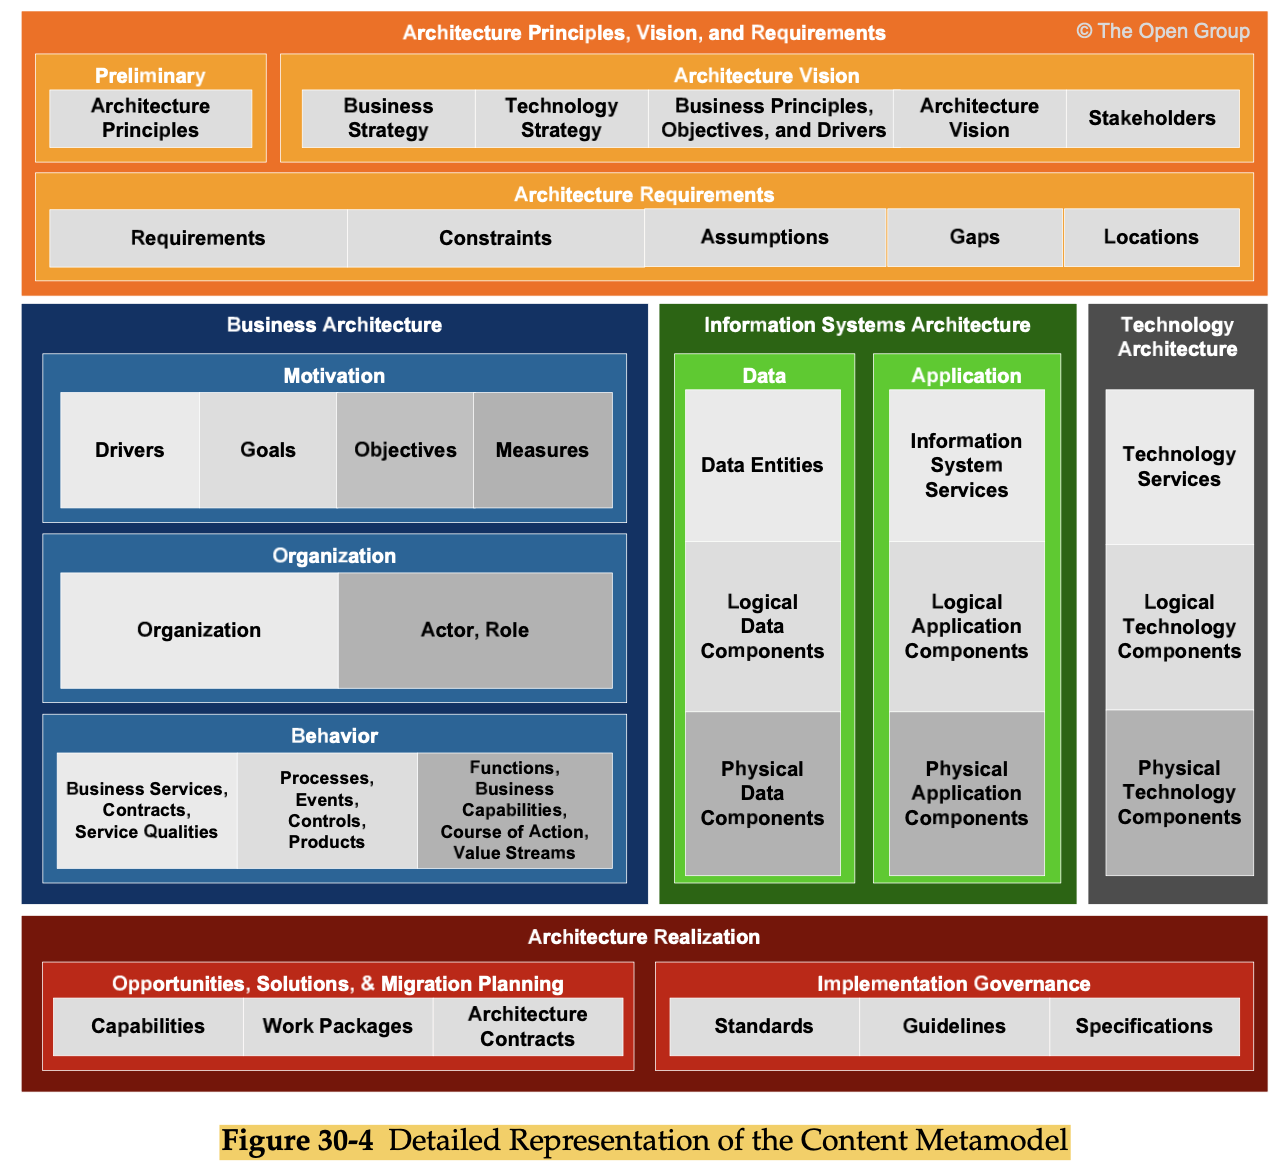 Architecture Principles, Vision, and Requirements
© The Open Group
Preliminary
Architecture
Principles
Architecture Vision
Business
Strategy
Technology
Strategy
Business Principles,
Objectives, and Drivers
Architecture
Vision
Stakeholders
Architecture Requirements
Requirements
Constraints
Assumptions
Gaps
Locations
Business Architecture
Motivation
Drivers
Goals
Objectives
Measures
Organization
Organization
Actor, Role
Behavior
Business Services,
Contracts,
Service Qualities
Processes,
Events,
Controls,
Products
Functions,
Business
Capabilities,
Course of Action,
Value Streams
Information Systems Architecture
Data
Data Entities
Logical
Data
Components
Physical
Data
Components
Application
Information
System
Services
Logical
Application
Components
Physical
Application
Components
Technology
Architecture
Technology
Services
Logical
Technology
Components
Physical
Technology
Components
Architecture Realization
Opportunities, Solutions, & Migration Planning
Capabilities
Work Packages
Architecture
Contracts
Implementation Governance
Standards
Guidelines
Specifications
Figure 30-4 Detailed Representation of the Content Metamodel